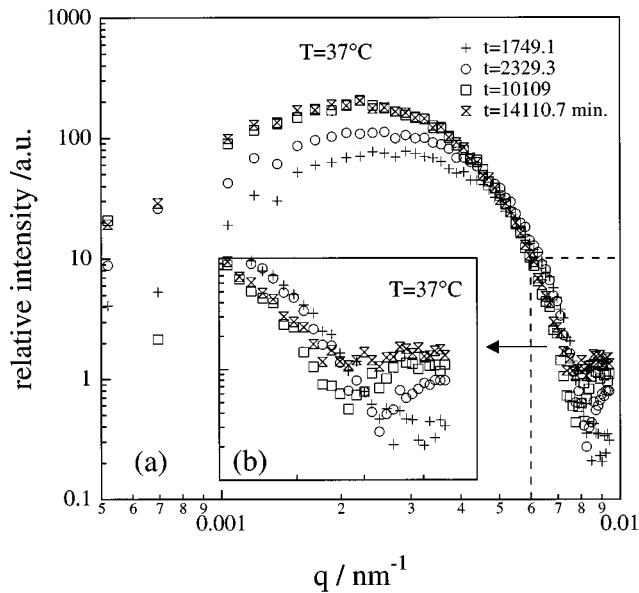 1000
100
10
1
0.1
relative intensity /a.u.
T=37°C
t=1749.1
t=2329.3
t=10109
t=14110.7 min.
T=37°C
(a)
(b)
5 6 7 8 9 2 3 4 5 6 7 8 9
0.001 0.01
q / nm⁻¹